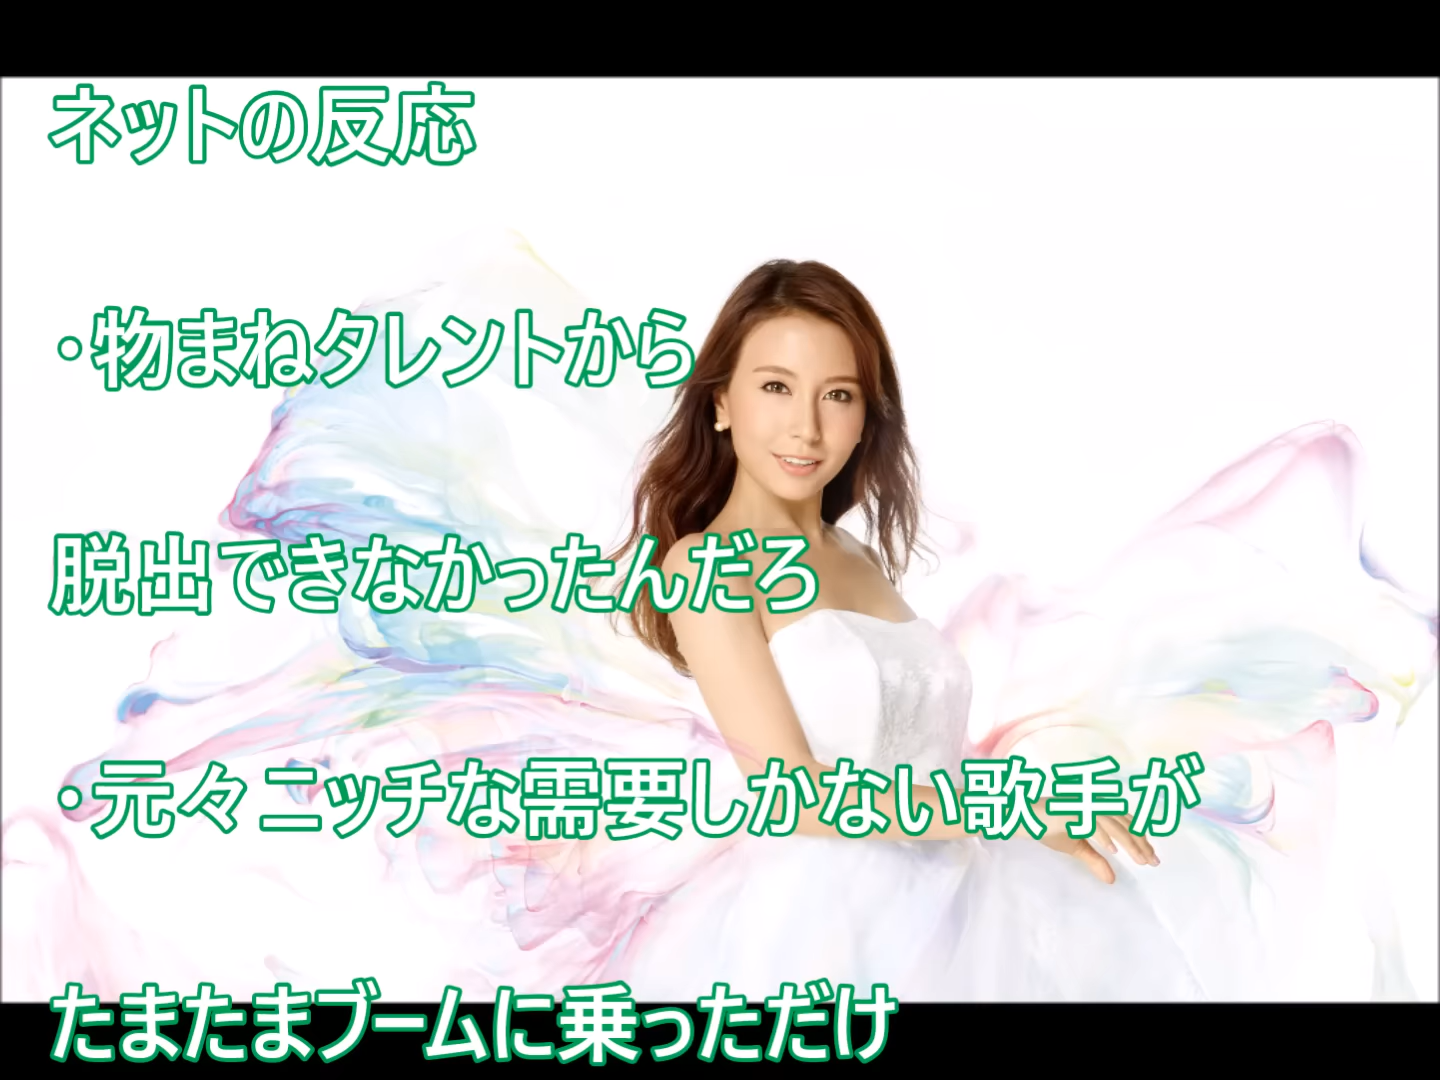 ネットの反応
・物まねタレントから
脱出できなかったんだろ
・元々ニッチな需要しかない歌手が
たまたまブームに乗っただけ